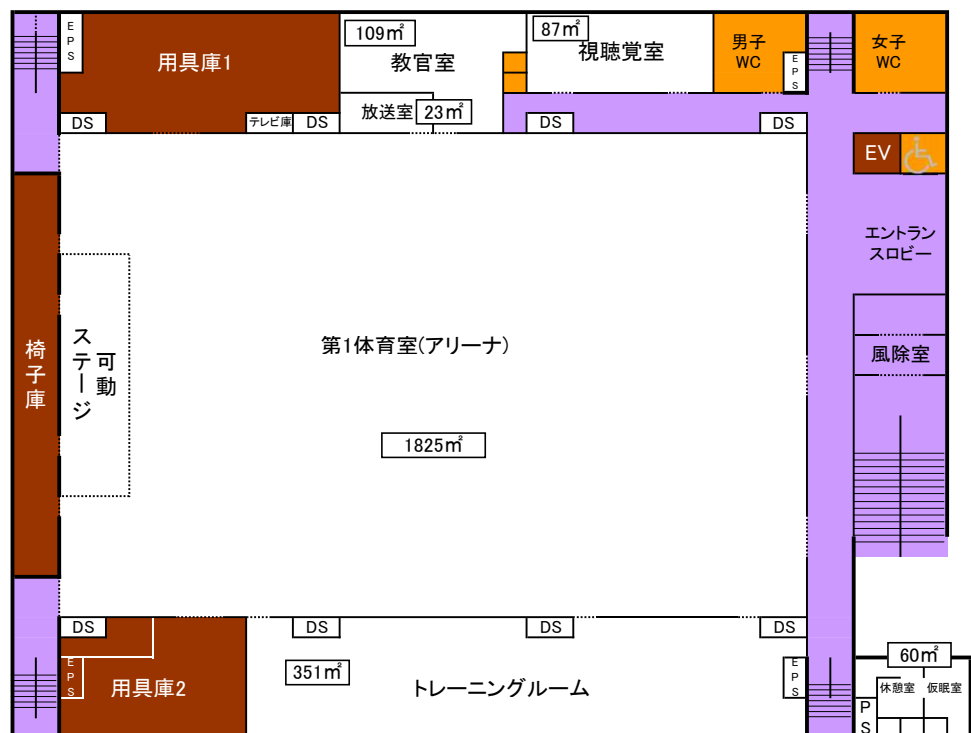 EPS
用具庫1
109㎡
教官室
87㎡
視聴覚室
男子
WC
EPS
女子
WC
放送室
23㎡
DS
テレビ庫
DS
DS
DS
EV
エントラン
スロビー
椅子庫
可動
ステージ
第1体育室(アリーナ)
風除室
1825㎡
DS
DS
DS
DS
EPS
用具庫2
351㎡
トレーニングルーム
EPS
60㎡
休憩室
仮眠室
PS